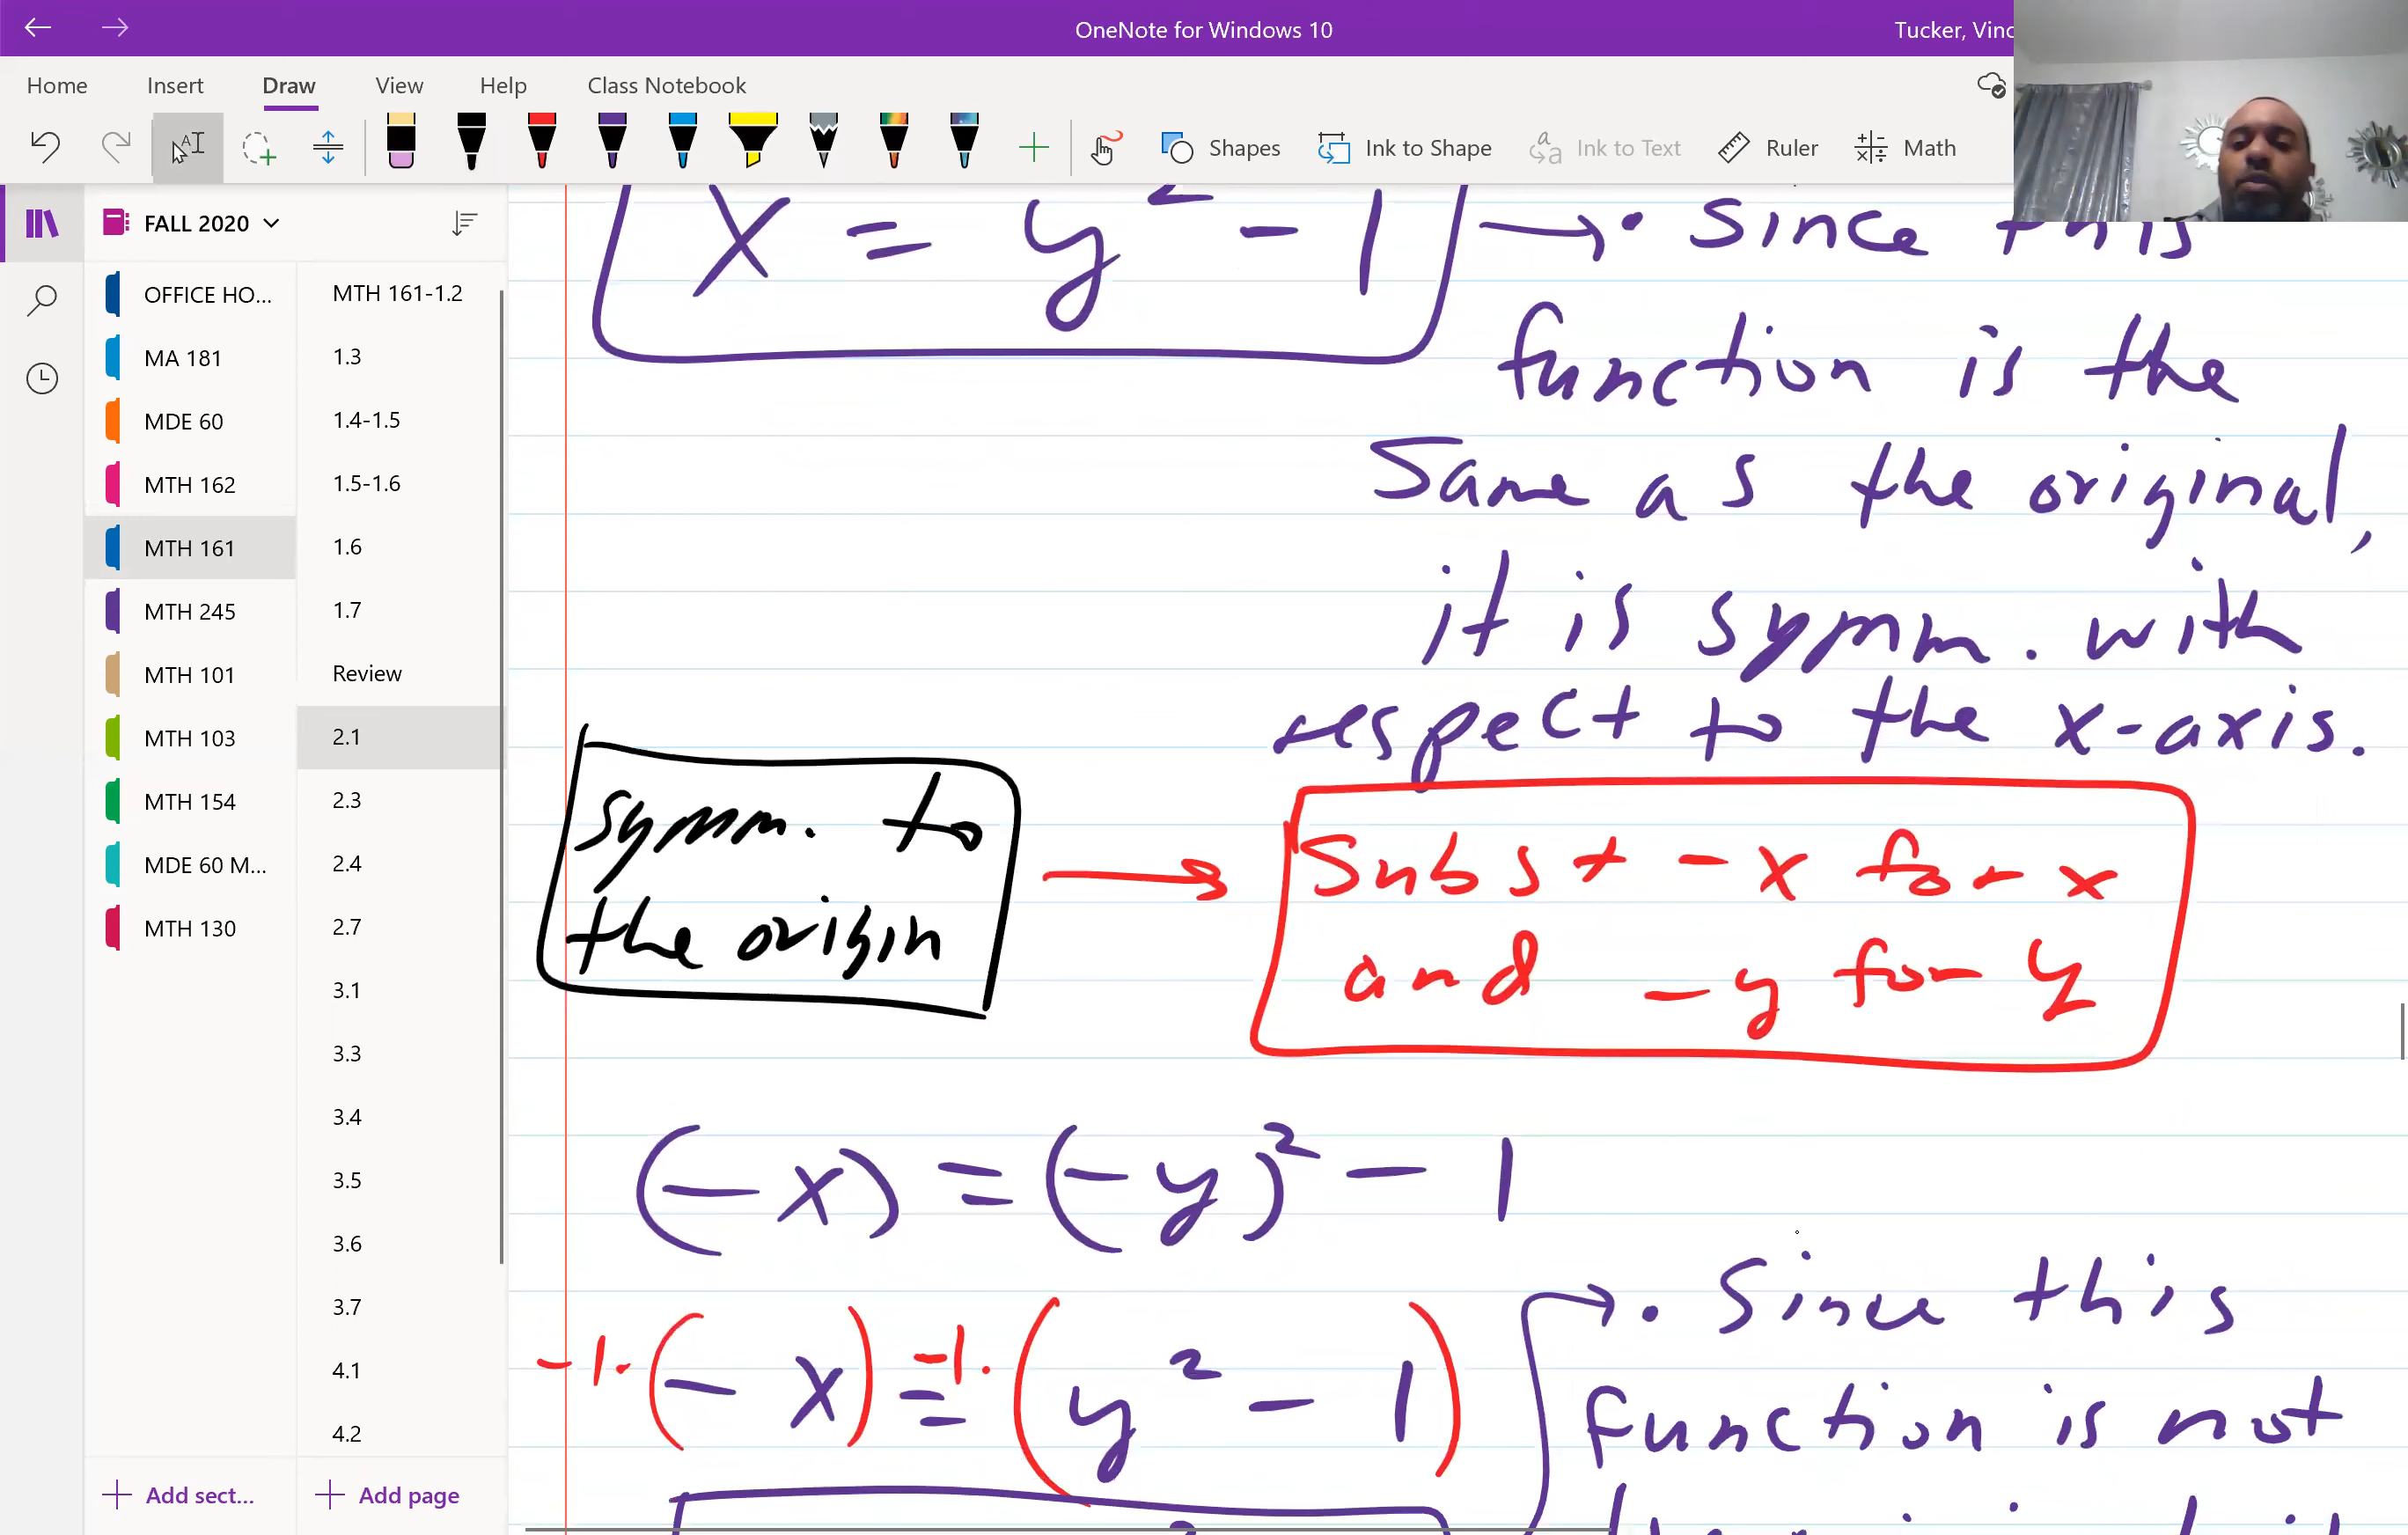 OneNote for Windows 10
Tucker, Vinc
Home Insert Draw View Help Class Notebook
Shapes Ink to Shape Ink to Text Ruler Math
FALL 2020
OFFICE HO...
MA 181
MDE 60
MTH 162
MTH 161
MTH 245
MTH 101
MTH 103
MTH 154
MDE 60 M...
MTH 130
Add sect...
MTH 161-1.2
1.3
1.4-1.5
1.5-1.6
1.6
1.7
Review
2.1
2.3
2.4
2.7
3.1
3.3
3.4
3.5
3.6
3.7
4.1
4.2
Add page
x = y² - 1 → • Since this
function is the
Same as the original,
it is symm. with
respect to the x-axis.
symm. to
the origin
→
Subst -x for x
and -y for y
(-x) = (-y)² - 1
-1·(-x) = -1·(y² - 1)
→ • Since this
function is not